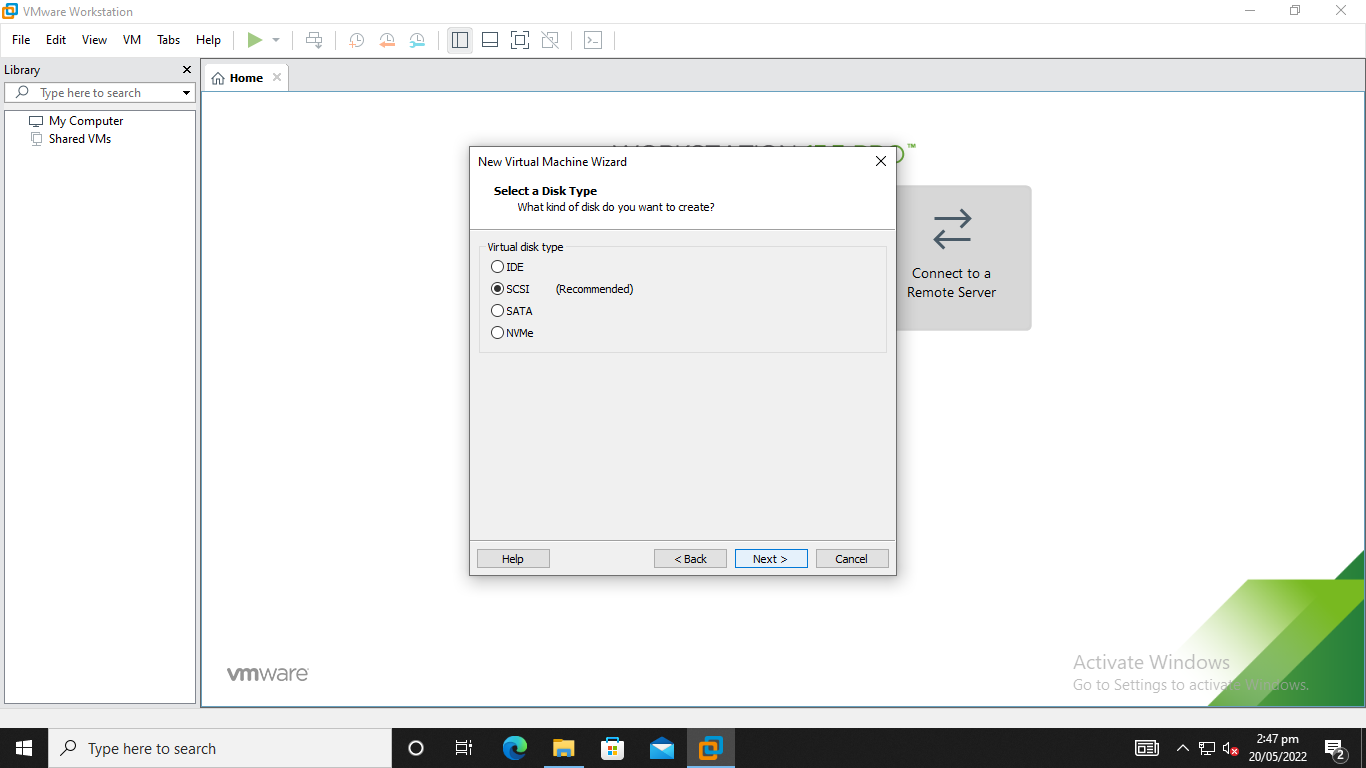 VMware Workstation
File Edit View VM Tabs Help
Library
Type here to search
My Computer
Shared VMs
Home
™
New Virtual Machine Wizard
Select a Disk Type
What kind of disk do you want to create?
Virtual disk type
IDE
SCSI (Recommended)
SATA
NVMe
Help < Back Next > Cancel
Connect to a
Remote Server
vmware
Activate Windows
Go to Settings to activate Windows.
Type here to search
2:47 pm
20/05/2022
2